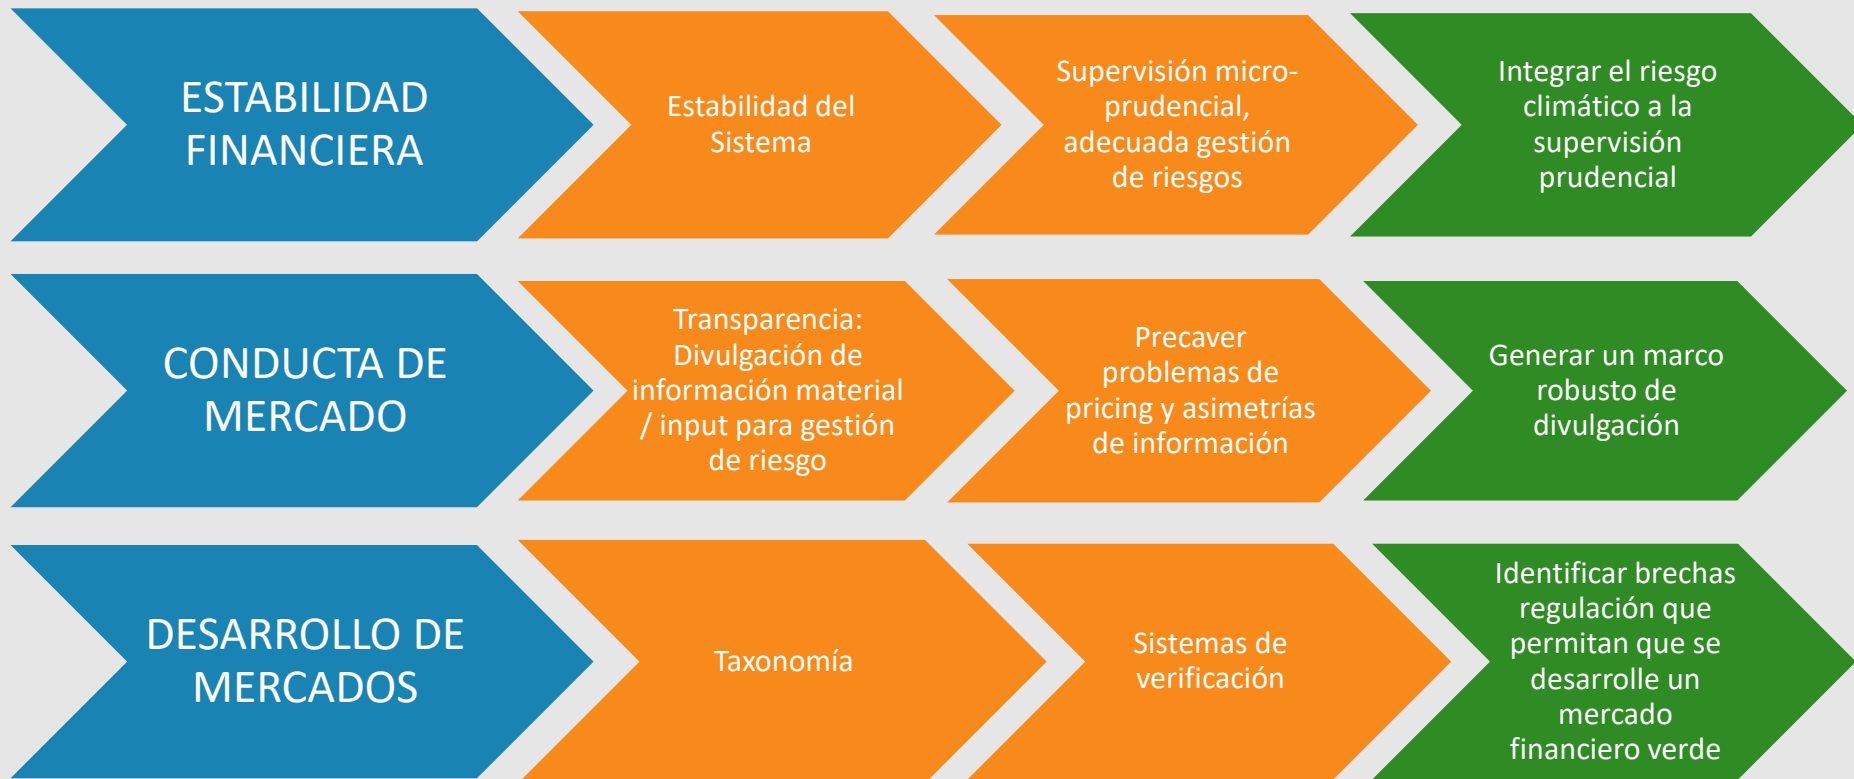 ESTABILIDAD
FINANCIERA
Estabilidad del
Sistema
Supervisión micro-
prudencial,
adecuada gestión
de riesgos
Integrar el riesgo
climático a la
supervisión
prudencial
CONDUCTA DE
MERCADO
Transparencia:
Divulgación de
información material
/ input para gestión
de riesgo
Precaver
problemas de
pricing y asimetrías
de información
Generar un marco
robusto de
divulgación
DESARROLLO DE
MERCADOS
Taxonomía
Sistemas de
verificación
Identificar brechas
regulación que
permitan que se
desarrolle un
mercado
financiero verde